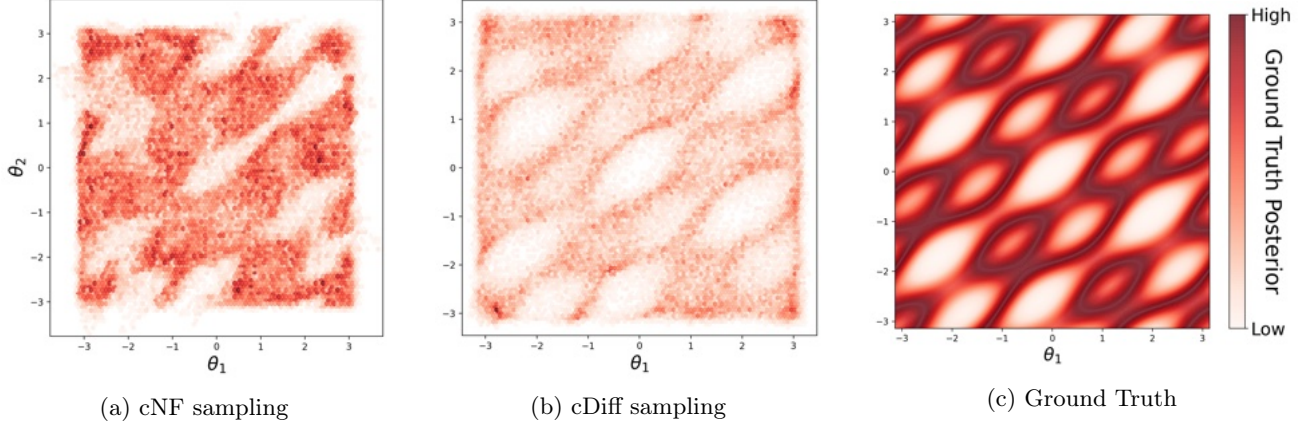 3
2
1
0
−1
−2
−3
θ2
−3 −2 −1 0 1 2 3
θ1
(a) cNF sampling
3
2
1
0
−1
−2
−3
−3 −2 −1 0 1 2 3
θ1
(b) cDiff sampling
3
2
1
0
−1
−2
−3
−3 −2 −1 0 1 2 3
θ1
High
Ground Truth Posterior
Low
(c) Ground Truth